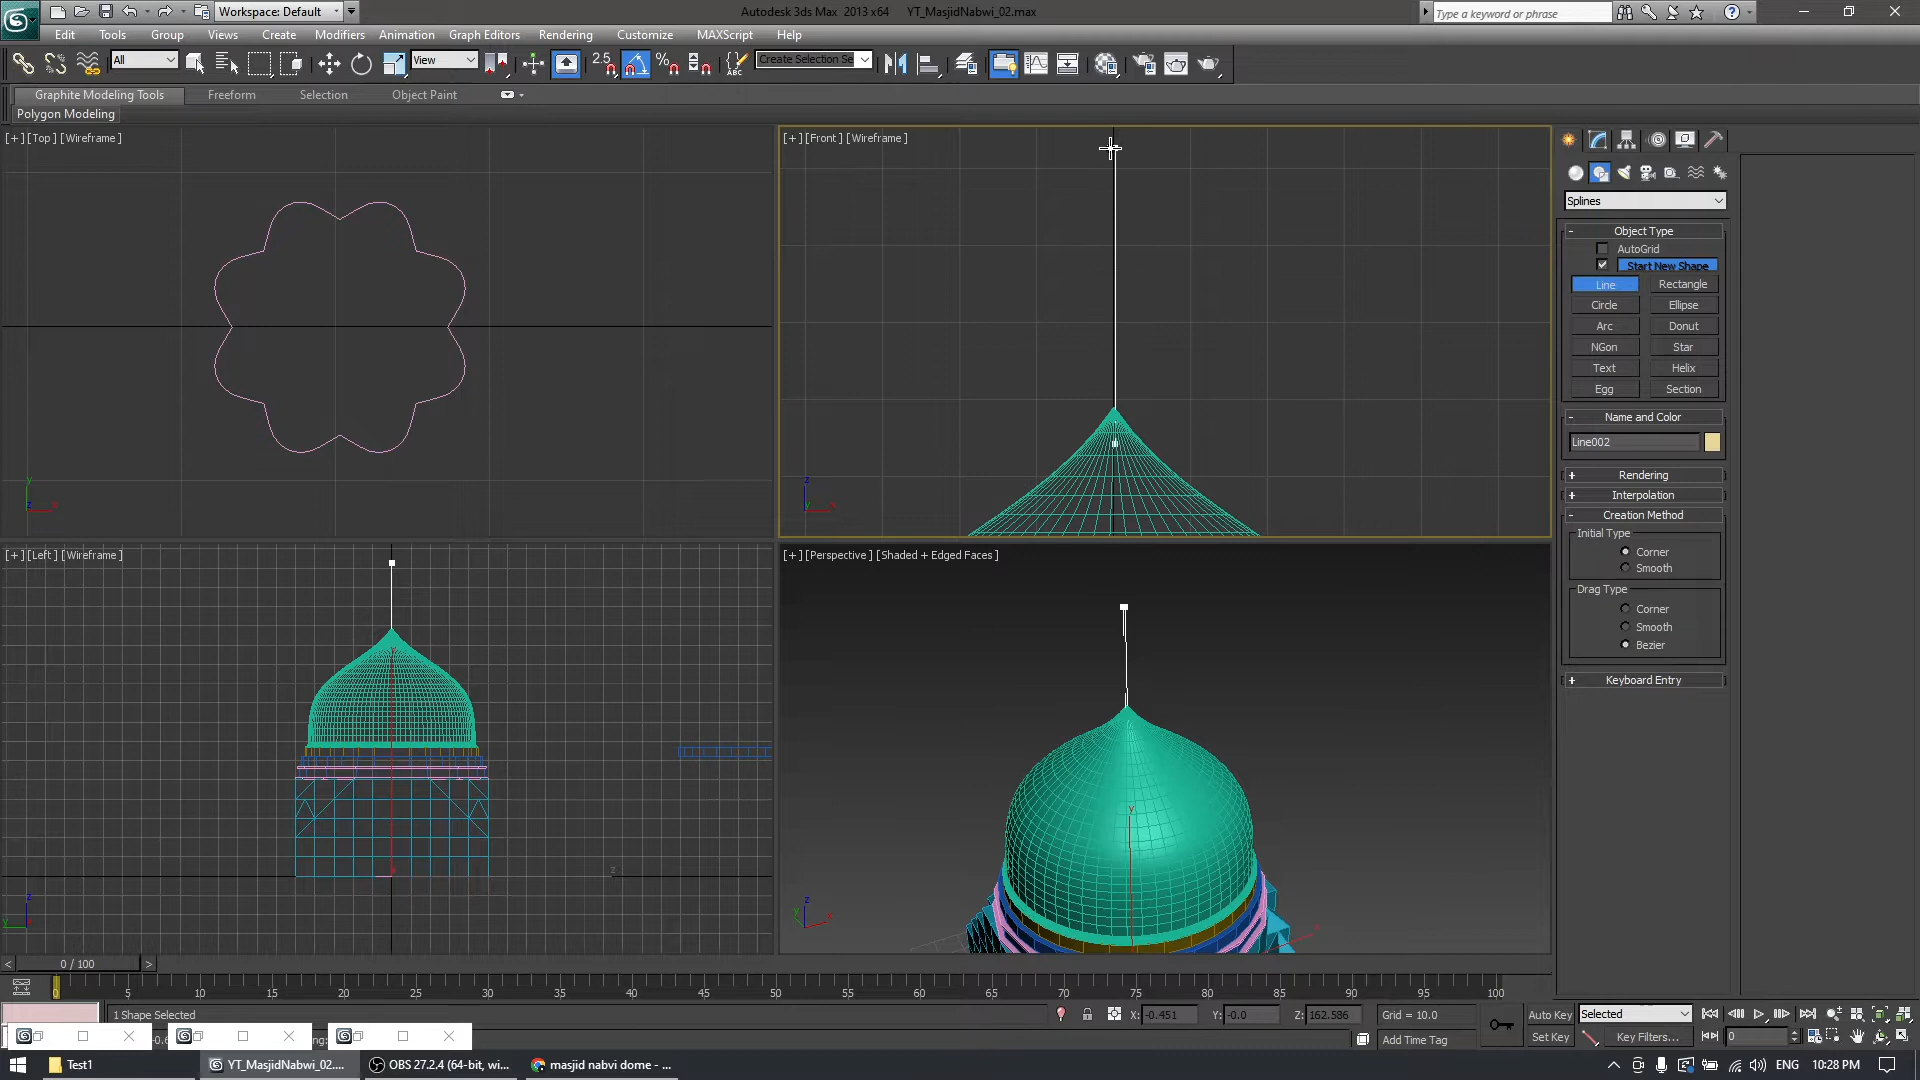 Workspace: Default
Autodesk 3ds Max 2013 x64 YT_MasjidNabwi_02.max
Type a keyword or phrase
Edit Tools Group Views Create Modifiers Animation Graph Editors Rendering Customize MAXScript Help
All
View
2.5
Create Selection Se
Graphite Modeling Tools Freeform Selection Object Paint
Polygon Modeling
[+][Top][Wireframe]
[+][Front][Wireframe]
Splines
- Object Type
AutoGrid
Start New Shape
Line Rectangle
Circle Ellipse
Arc Donut
NGon Star
Text Helix
Egg Section
- Name and Color
Line002
+ Rendering
+ Interpolation
- Creation Method
Initial Type
Corner
Smooth
Drag Type
Corner
Smooth
Bezier
+ Keyboard Entry
[+][Left][Wireframe]
[+][Perspective][Shaded + Edged Faces]
< 0 / 100 >
0 5 10 15 20 25 30 35 40 45 50 55 60 65 70 75 80 85 90 95 100
1 Shape Selected
X: -0.451 Y: -0.0 Z: 162.586 Grid = 10.0
Auto Key Selected
Add Time Tag
Set Key Key Filters... 0
Test1
YT_MasjidNabwi_02....
OBS 27.2.4 (64-bit, wi...
masjid nabvi dome - ...
ENG 10:28 PM